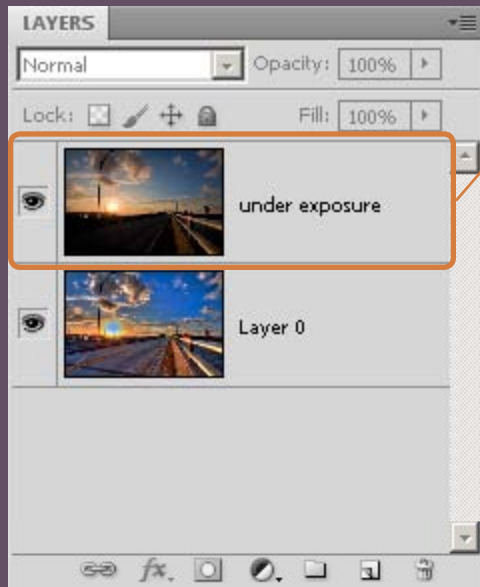 LAYERS
Normal Opacity: 100%
Lock: Fill: 100%
under exposure
Layer 0
fx.